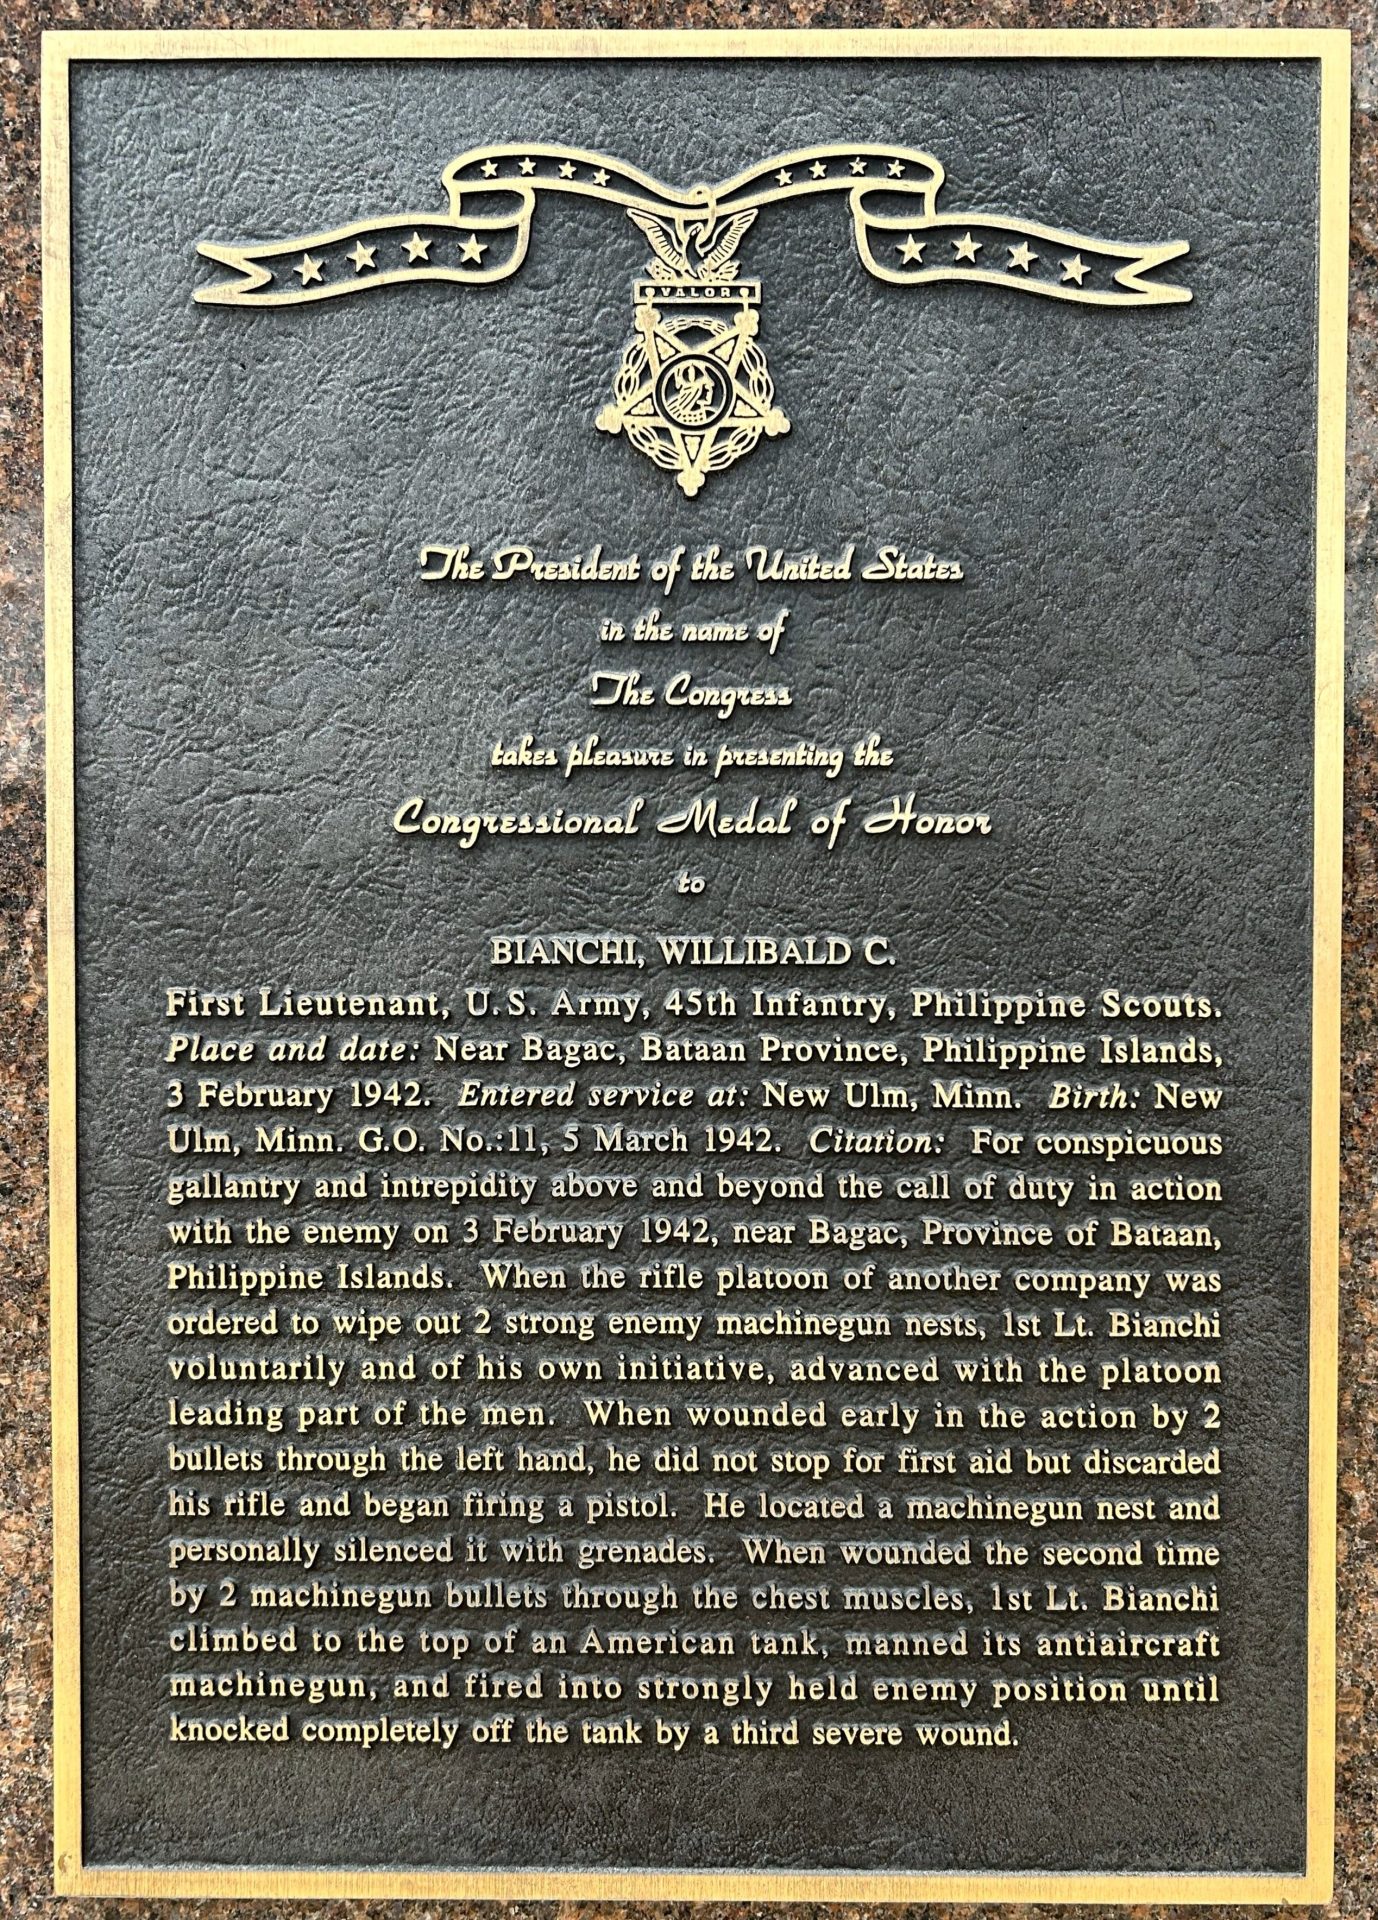 VALOR
The President of the United States
in the name of
The Congress
takes pleasure in presenting the
Congressional Medal of Honor
to
BIANCHI, WILLIBALD C.
First Lieutenant, U.S. Army, 45th Infantry, Philippine Scouts.
Place and date: Near Bagac, Bataan Province, Philippine Islands,
3 February 1942. Entered service at: New Ulm, Minn. Birth: New
Ulm, Minn. G.O. No.:11, 5 March 1942. Citation: For conspicuous
gallantry and intrepidity above and beyond the call of duty in action
with the enemy on 3 February 1942, near Bagac, Province of Bataan,
Philippine Islands. When the rifle platoon of another company was
ordered to wipe out 2 strong enemy machinegun nests, 1st Lt. Bianchi
voluntarily and of his own initiative, advanced with the platoon
leading part of the men. When wounded early in the action by 2
bullets through the left hand, he did not stop for first aid but discarded
his rifle and began firing a pistol. He located a machinegun nest and
personally silenced it with grenades. When wounded the second time
by 2 machinegun bullets through the chest muscles, 1st Lt. Bianchi
climbed to the top of an American tank, manned its antiaircraft
machinegun, and fired into strongly held enemy position until
knocked completely off the tank by a third severe wound.